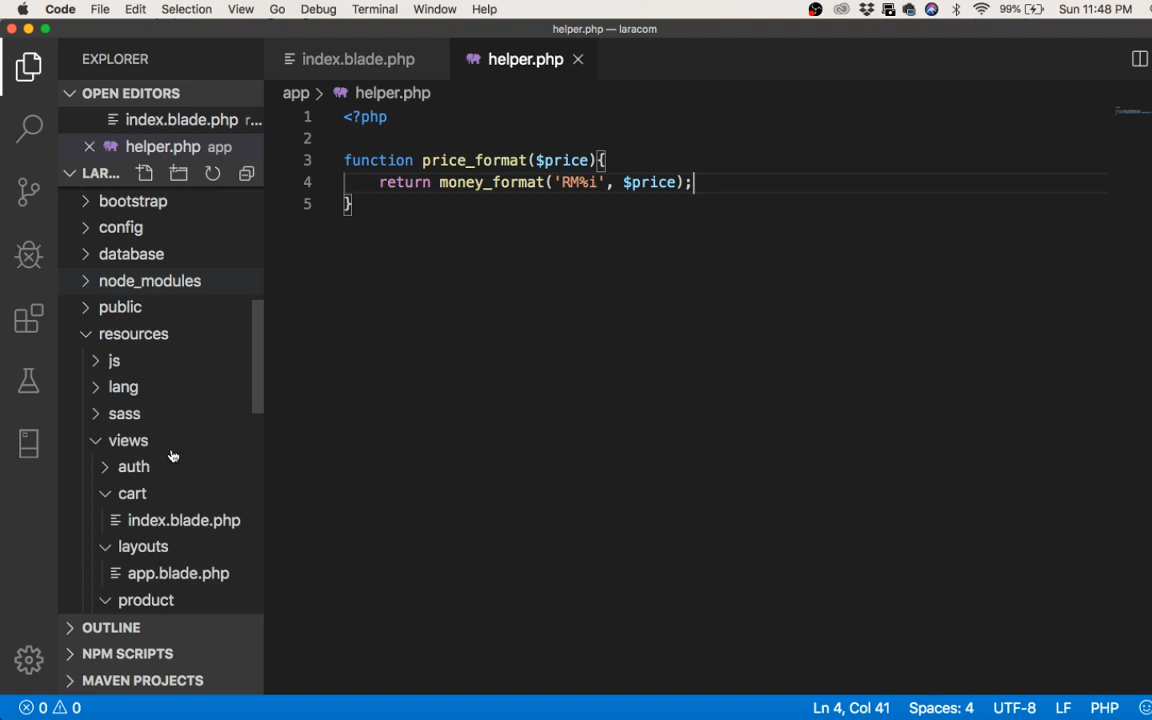 Code File Edit Selection View Go Debug Terminal Window Help 99% Sun 11:48 PM
helper.php — laracom
EXPLORER
OPEN EDITORS
index.blade.php r...
helper.php app
LAR...
bootstrap
config
database
node_modules
public
resources
js
lang
sass
views
auth
cart
index.blade.php
layouts
app.blade.php
product
OUTLINE
NPM SCRIPTS
MAVEN PROJECTS
index.blade.php helper.php
app > helper.php
1 <?php
2
3 function price_format($price){
4 return money_format('RM%i', $price);
5 }
0 0 Ln 4, Col 41 Spaces: 4 UTF-8 LF PHP